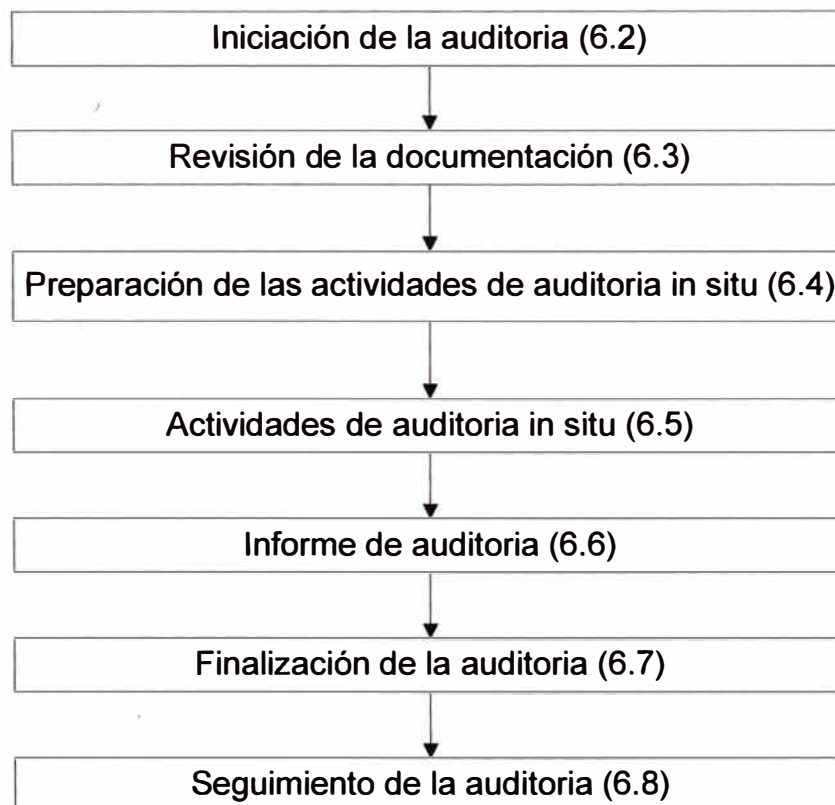 Iniciación de la auditoria (6.2)
Revisión de la documentación (6.3)
Preparación de las actividades de auditoria in situ (6.4)
Actividades de auditoria in situ (6.5)
Informe de auditoria (6.6)
Finalización de la auditoria (6.7)
Seguimiento de la auditoria (6.8)